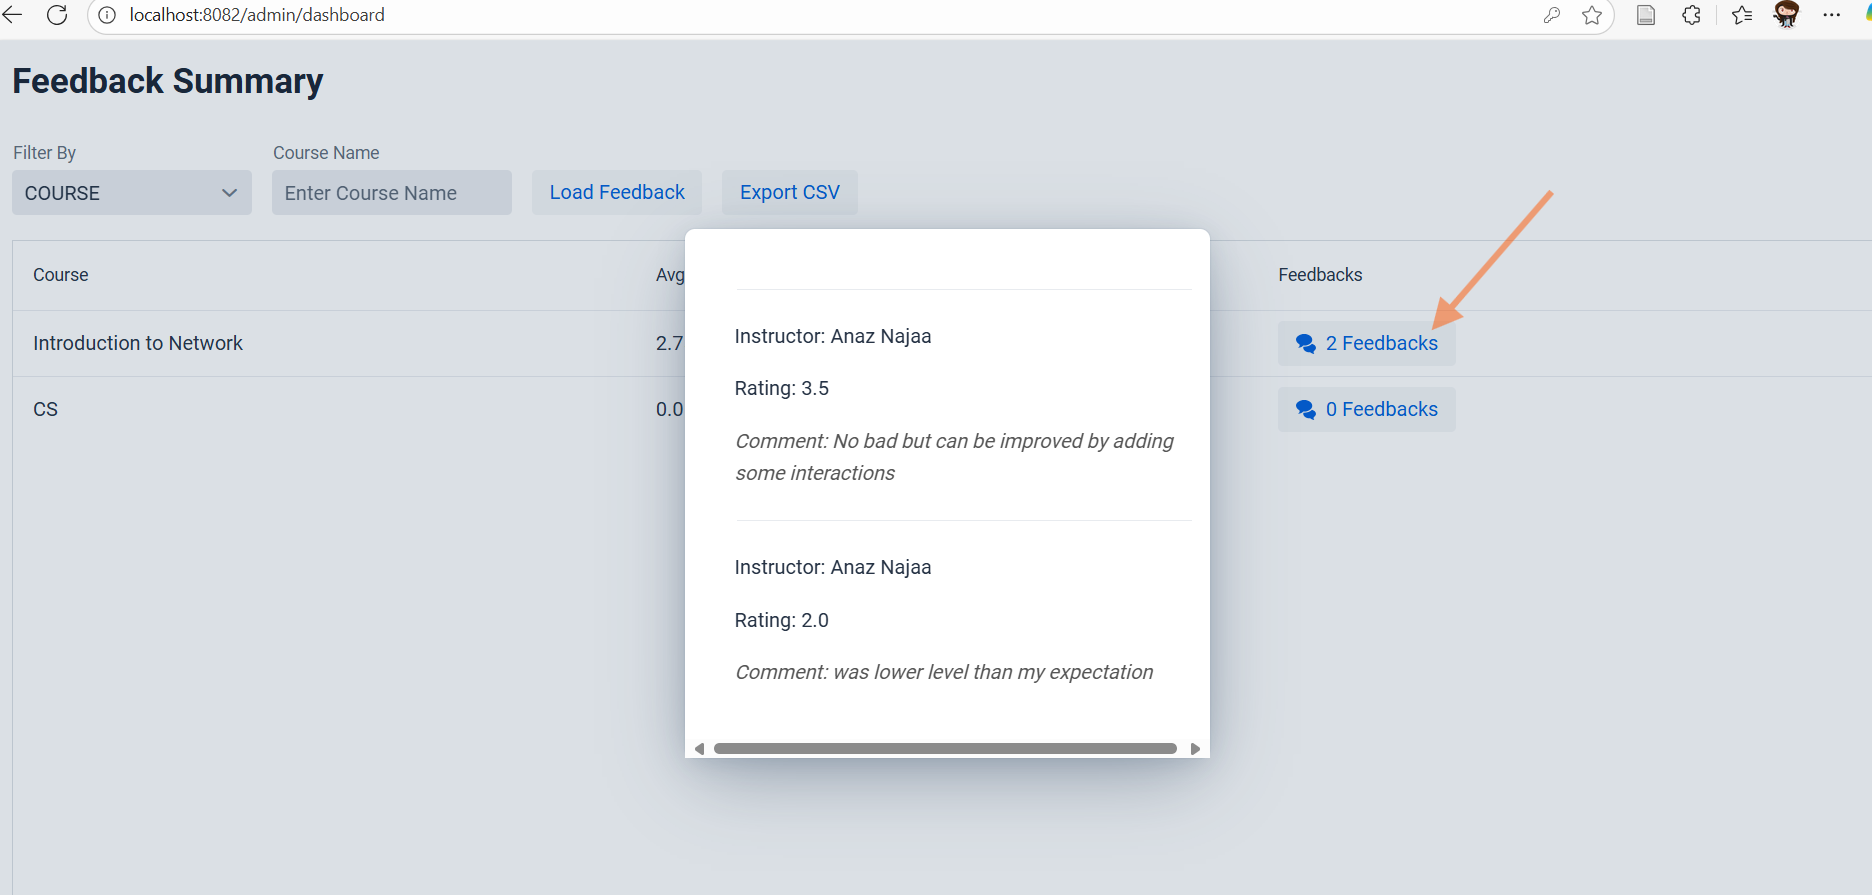 localhost:8082/admin/dashboard
Feedback Summary
Filter By
Course Name
COURSE
Enter Course Name
Load Feedback
Export CSV
Course
Avg
Feedbacks
Introduction to Network
2.7
2 Feedbacks
CS
0.0
0 Feedbacks
Instructor: Anaz Najaa
Rating: 3.5
Comment: No bad but can be improved by adding
some interactions
Instructor: Anaz Najaa
Rating: 2.0
Comment: was lower level than my expectation